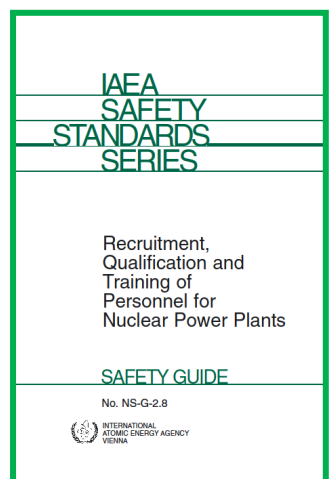 IAEA
SAFETY
STANDARDS
SERIES
Recruitment,
Qualification and
Training of
Personnel for
Nuclear Power Plants
SAFETY GUIDE
No. NS-G-2.8
INTERNATIONAL
ATOMIC ENERGY AGENCY
VIENNA